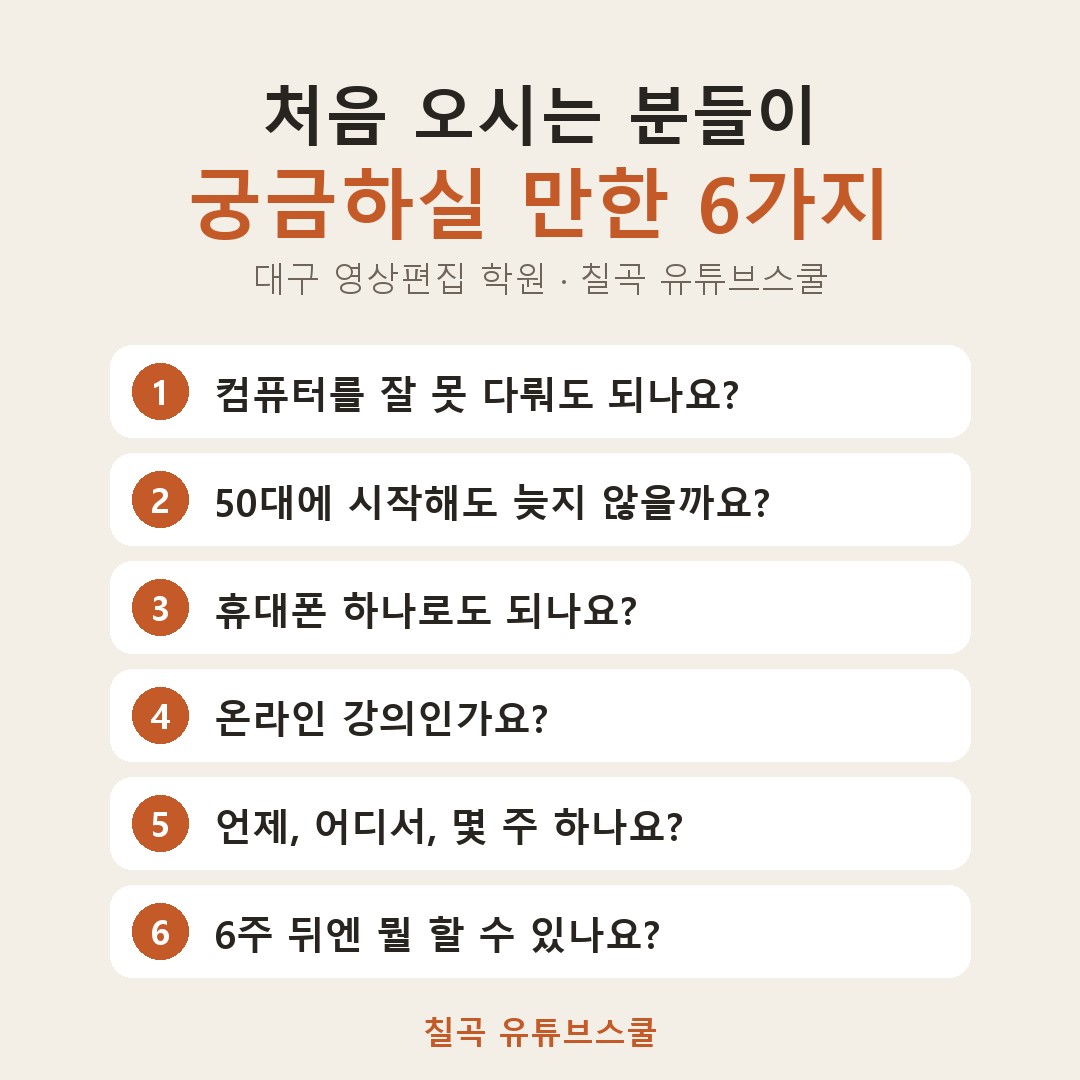 처음 오시는 분들이
궁금하실 만한 6가지
대구 영상편집 학원 · 칠곡 유튜브스쿨
1 컴퓨터를 잘 못 다뤄도 되나요?
2 50대에 시작해도 늦지 않을까요?
3 휴대폰 하나로도 되나요?
4 온라인 강의인가요?
5 언제, 어디서, 몇 주 하나요?
6 6주 뒤엔 뭘 할 수 있나요?
칠곡 유튜브스쿨